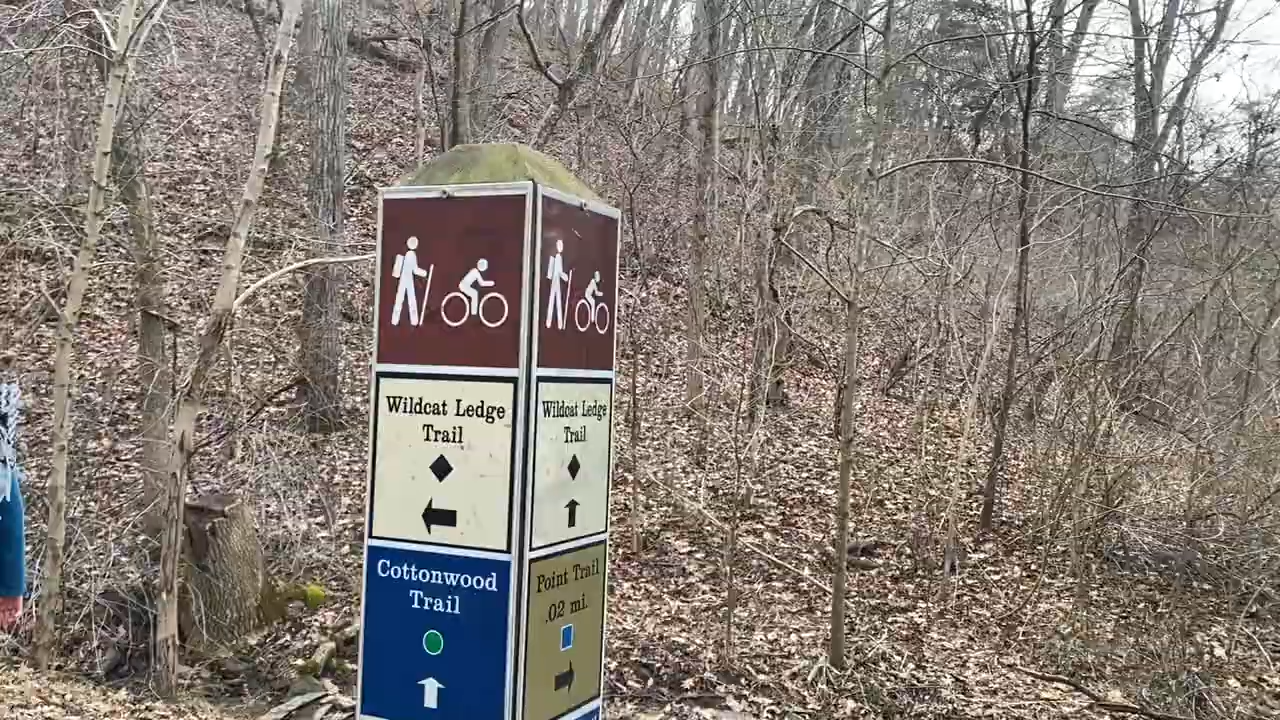 Wildcat Ledge
Trail
Cottonwood
Trail
Wildcat Ledge
Trail
Point Trail
.02 mi.